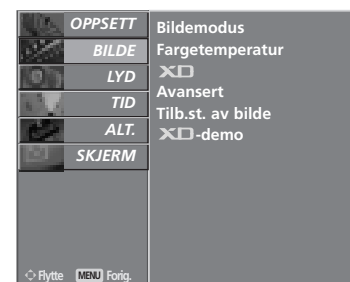 OPPSETT
BILDE
LYD
TID
ALT.
SKJERM
Bildemodus
Fargetemperatur
XD
Avansert
Tilb.st. av bilde
XD-demo
Flytte MENU Forig.